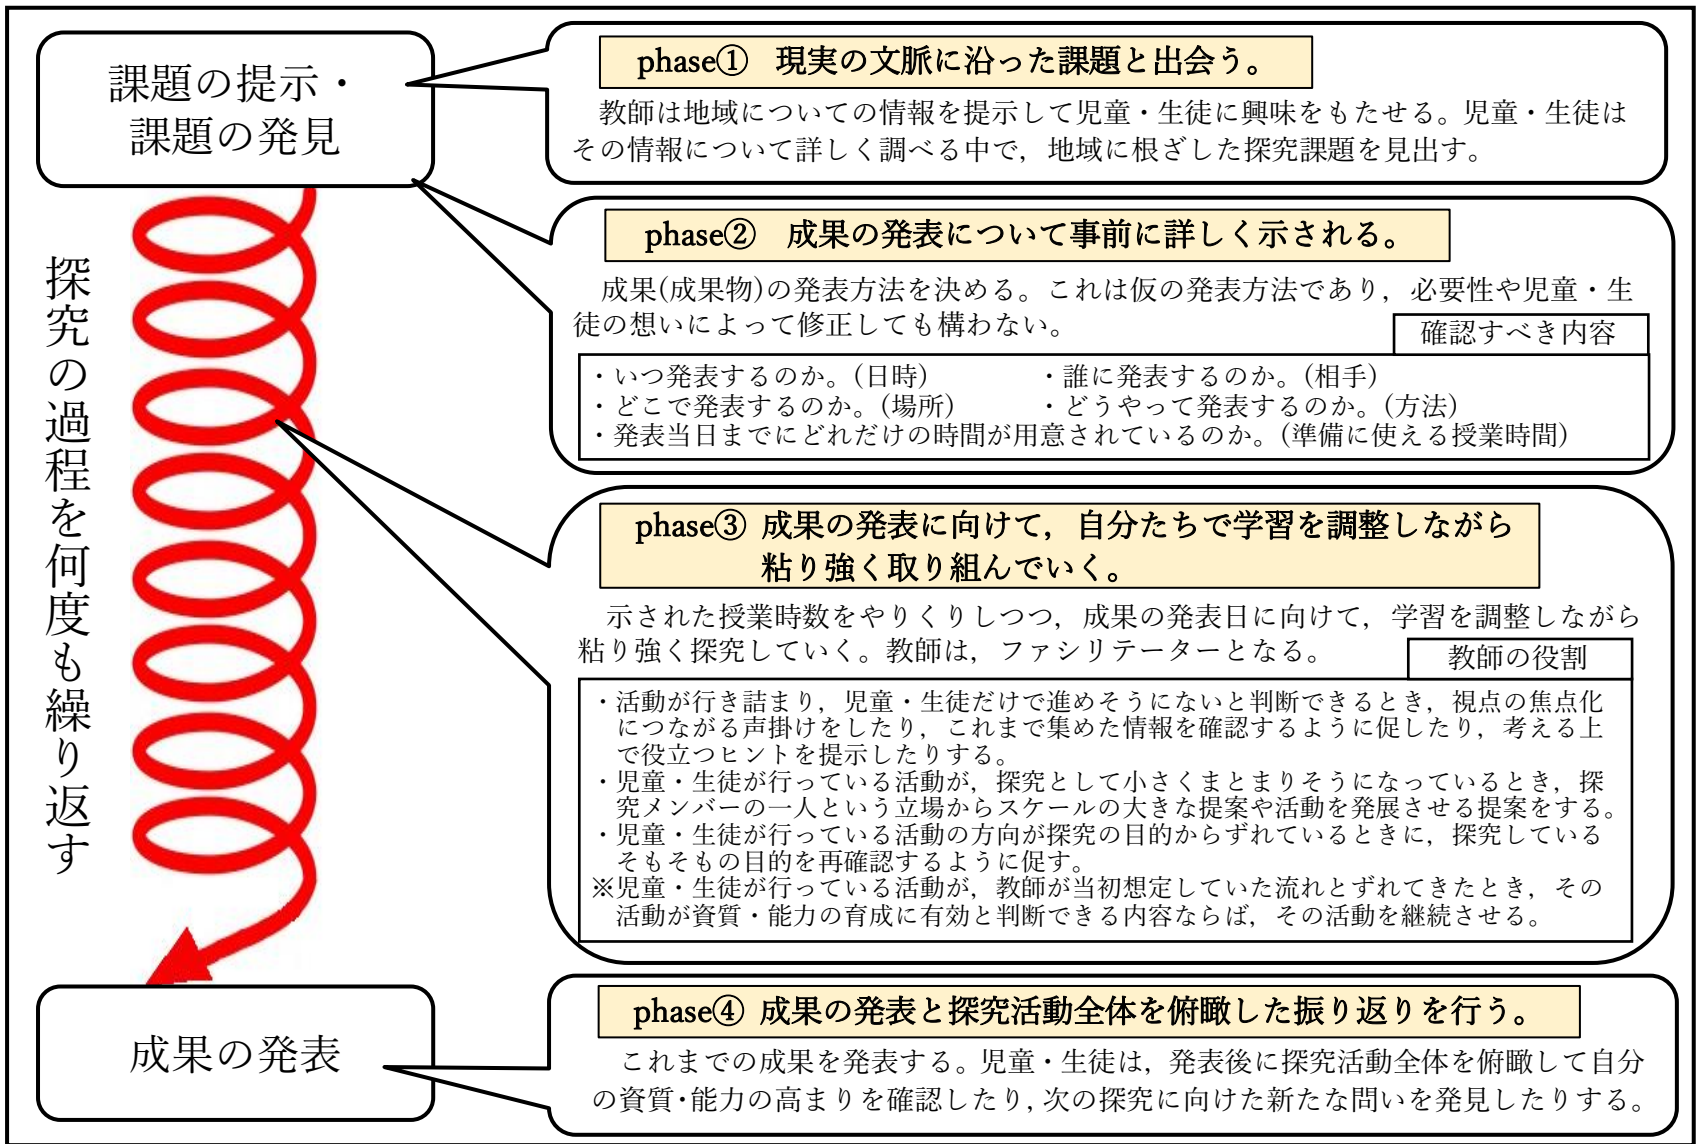 課題の提示・
課題の発見
phase① 現実の文脈に沿った課題と出会う。
教師は地域についての情報を提示して児童・生徒に興味をもたせる。児童・生徒は
その情報について詳しく調べる中で，地域に根ざした探究課題を見出す。
phase② 成果の発表について事前に詳しく示される。
成果(成果物)の発表方法を決める。これは仮の発表方法であり，必要性や児童・生
徒の想いによって修正しても構わない。
確認すべき内容
・いつ発表するのか。(日時) ・誰に発表するのか。(相手)
・どこで発表するのか。(場所) ・どうやって発表するのか。(方法)
・発表当日までにどれだけの時間が用意されているのか。(準備に使える授業時間)
探究の過程を何度も繰り返す
phase③ 成果の発表に向けて，自分たちで学習を調整しながら
粘り強く取り組んでいく。
示された授業時数をやりくりしつつ，成果の発表日に向けて，学習を調整しながら
粘り強く探究していく。教師は，ファシリテーターとなる。
教師の役割
・活動が行き詰まり，児童・生徒だけで進めそうにないと判断できるとき，視点の焦点化
につながる声掛けをしたり，これまで集めた情報を確認するように促したり，考える上
で役立つヒントを提示したりする。
・児童・生徒が行っている活動が，探究として小さくまとまりそうになっているとき，探
究メンバーの一人という立場からスケールの大きな提案や活動を発展させる提案をする。
・児童・生徒が行っている活動の方向が探究の目的からずれているときに，探究している
そもそもの目的を再確認するように促す。
※児童・生徒が行っている活動が，教師が当初想定していた流れとずれてきたとき，その
活動が資質・能力の育成に有効と判断できる内容ならば，その活動を継続させる。
成果の発表
phase④ 成果の発表と探究活動全体を俯瞰した振り返りを行う。
これまでの成果を発表する。児童・生徒は，発表後に探究活動全体を俯瞰して自分
の資質・能力の高まりを確認したり，次の探究に向けた新たな問いを発見したりする。